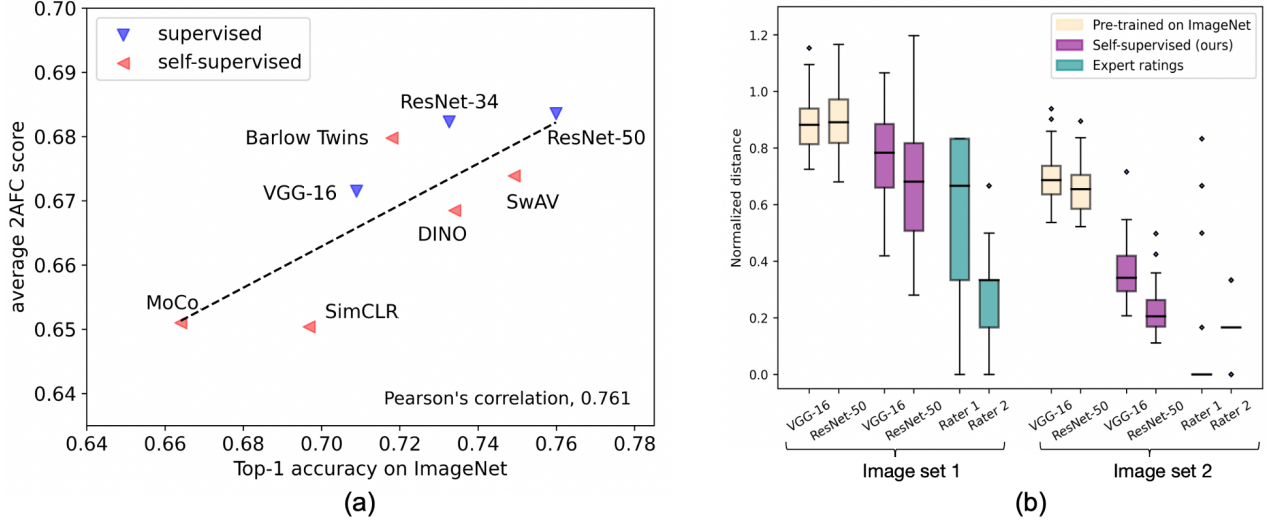 0.70
0.69
0.68
0.67
0.66
0.65
0.64
average 2AFC score
supervised
self-supervised
ResNet-34
Barlow Twins
ResNet-50
VGG-16
SwAV
DINO
MoCo
SimCLR
Pearson's correlation, 0.761
0.64 0.66 0.68 0.70 0.72 0.74 0.76 0.78
Top-1 accuracy on ImageNet
(a)
1.2
1.0
0.8
0.6
0.4
0.2
0.0
Normalized distance
Pre-trained on ImageNet
Self-supervised (ours)
Expert ratings
VGG-16 ResNet-50 VGG-16 ResNet-50 Rater 1 Rater 2 VGG-16 ResNet-50 VGG-16 ResNet-50 Rater 1 Rater 2
Image set 1 Image set 2
(b)